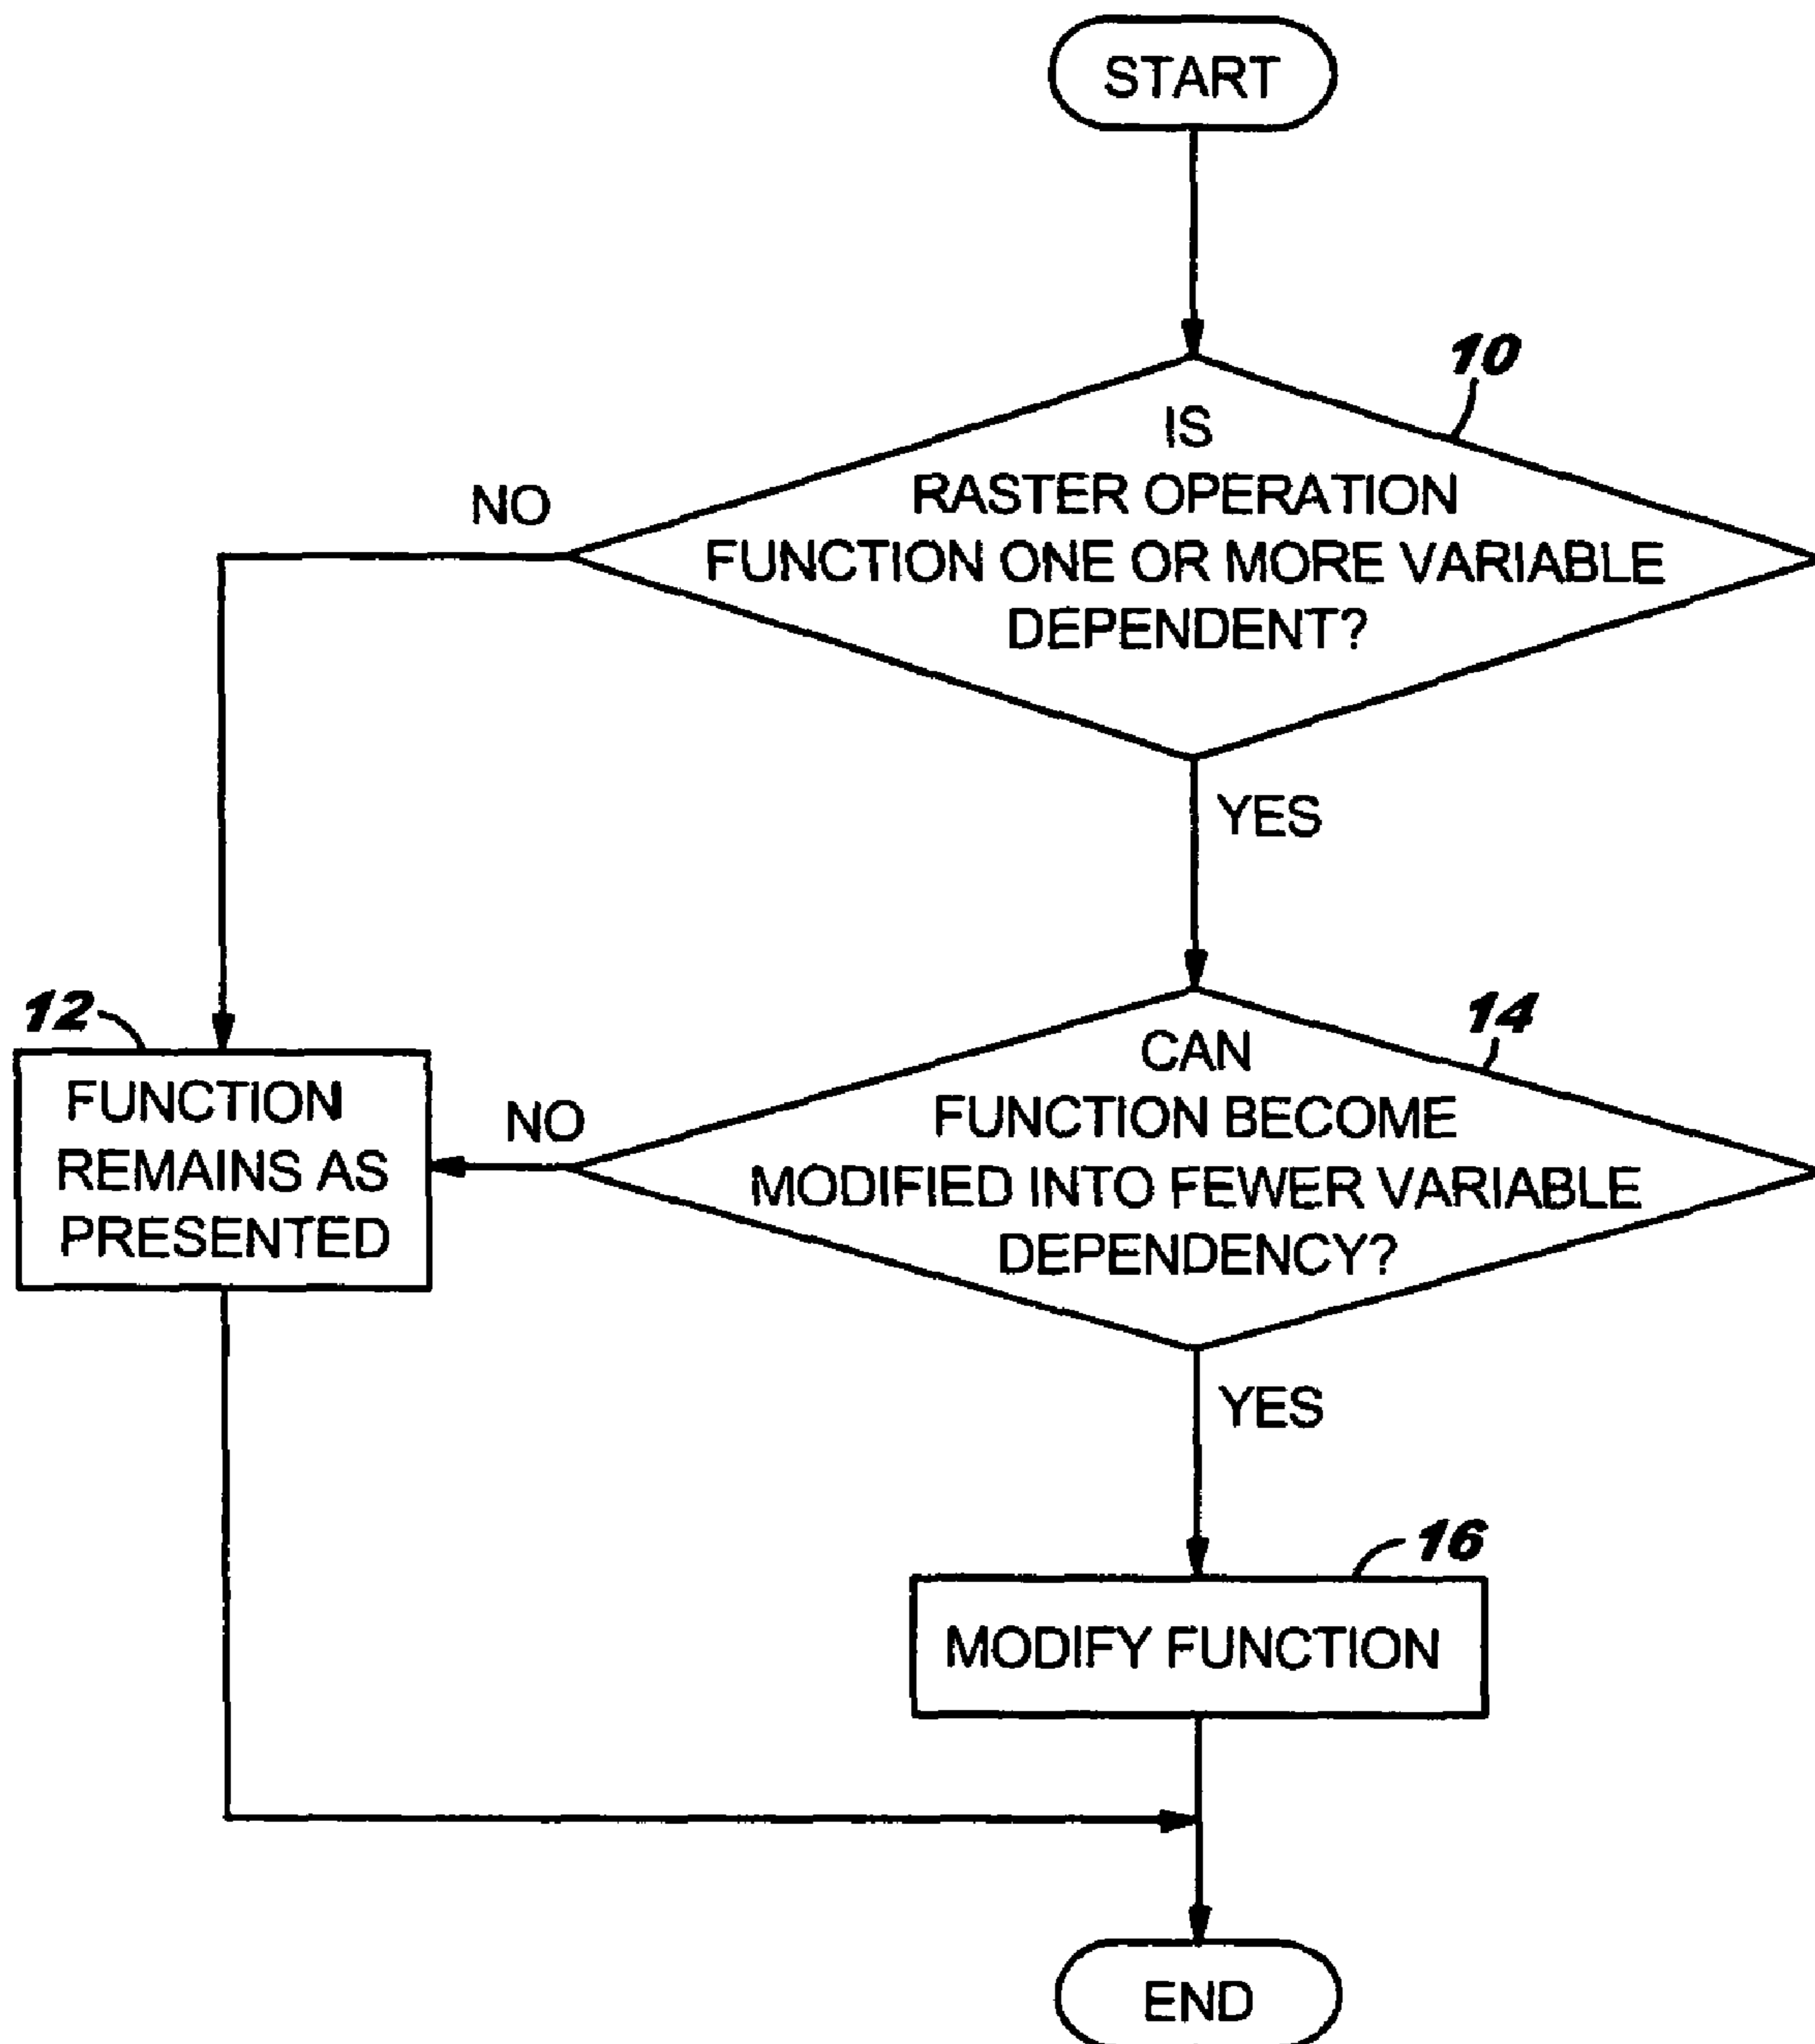 START
10
IS
RASTER OPERATION
FUNCTION ONE OR MORE VARIABLE
DEPENDENT?
NO
YES
12
FUNCTION
REMAINS AS
PRESENTED
14
CAN
FUNCTION BECOME
MODIFIED INTO FEWER VARIABLE
DEPENDENCY?
NO
YES
16
MODIFY FUNCTION
END